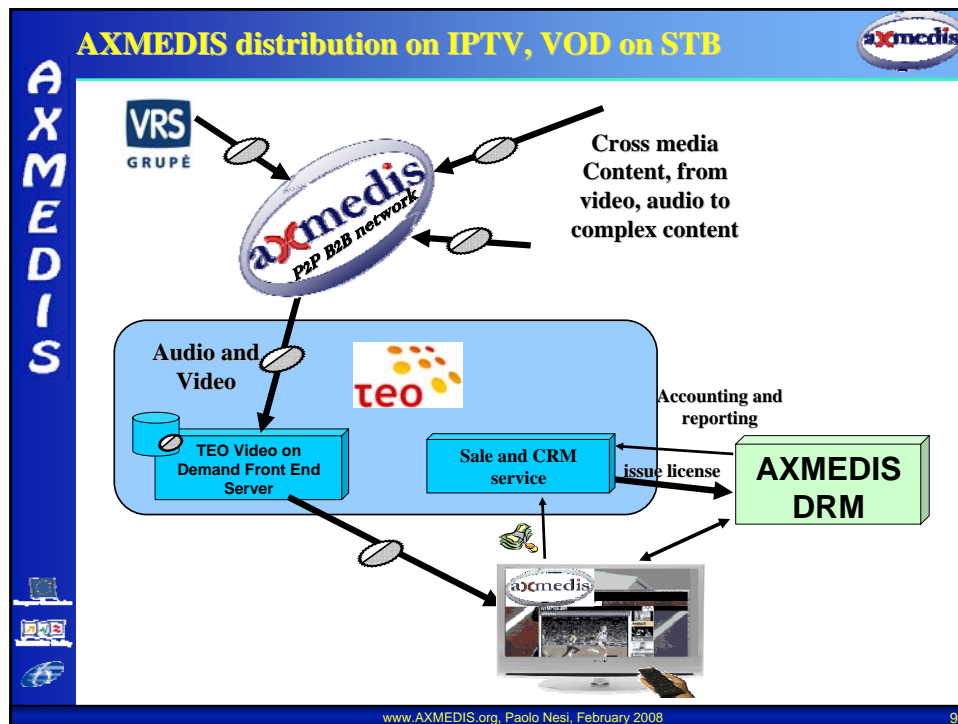 AXMEDIS distribution on IPTV, VOD on STB
axmedis
AXMEDIS
VRS
GRUPĖ
Cross media
Content, from
video, audio to
complex content
axmedis
P2P B2B network
Audio and
Video
TEO
Accounting and
reporting
TEO Video on
Demand Front End
Server
Sale and CRM
service
issue license
AXMEDIS
DRM
axmedis
www.AXMEDIS.org, Paolo Nesi, February 2008
9